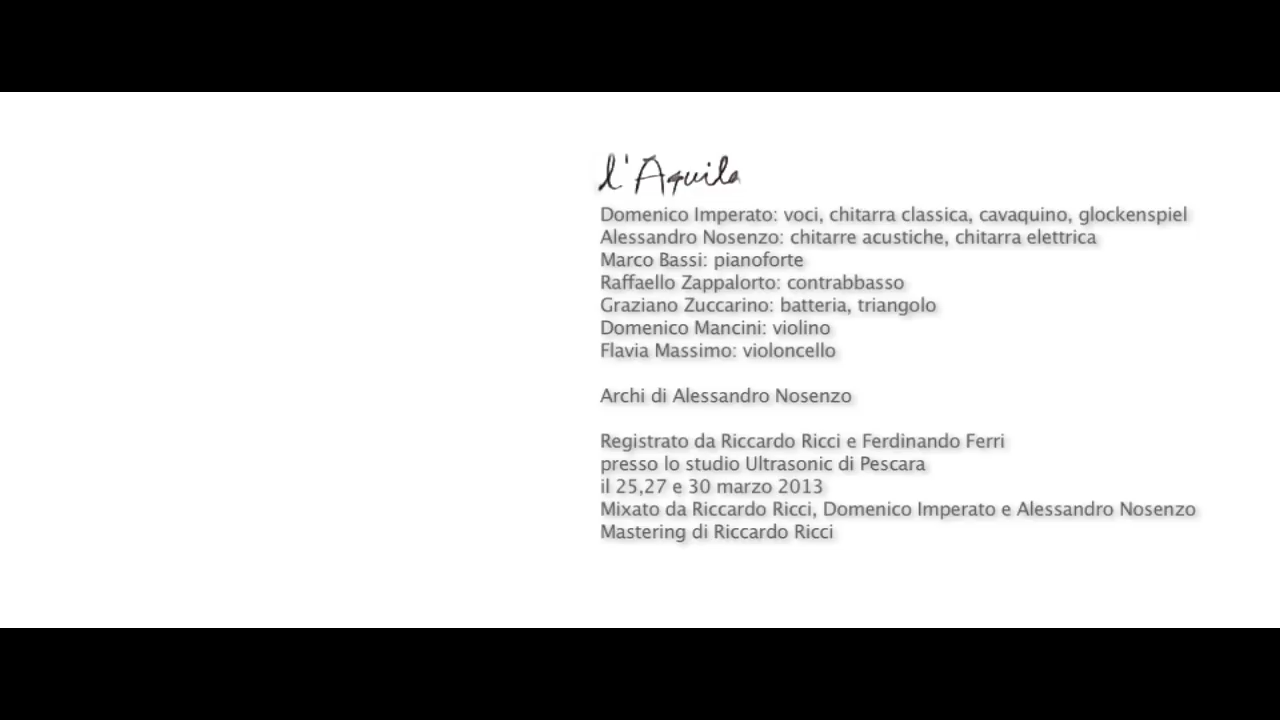 l'Aquila
Domenico Imperato: voci, chitarra classica, cavaquino, glockenspiel
Alessandro Nosenzo: chitarre acustiche, chitarra elettrica
Marco Bassi: pianoforte
Raffaello Zappalorto: contrabbasso
Graziano Zuccarino: batteria, triangolo
Domenico Mancini: violino
Flavia Massimo: violoncello
Archi di Alessandro Nosenzo
Registrato da Riccardo Ricci e Ferdinando Ferri
presso lo studio Ultrasonic di Pescara
il 25,27 e 30 marzo 2013
Mixato da Riccardo Ricci, Domenico Imperato e Alessandro Nosenzo
Mastering di Riccardo Ricci